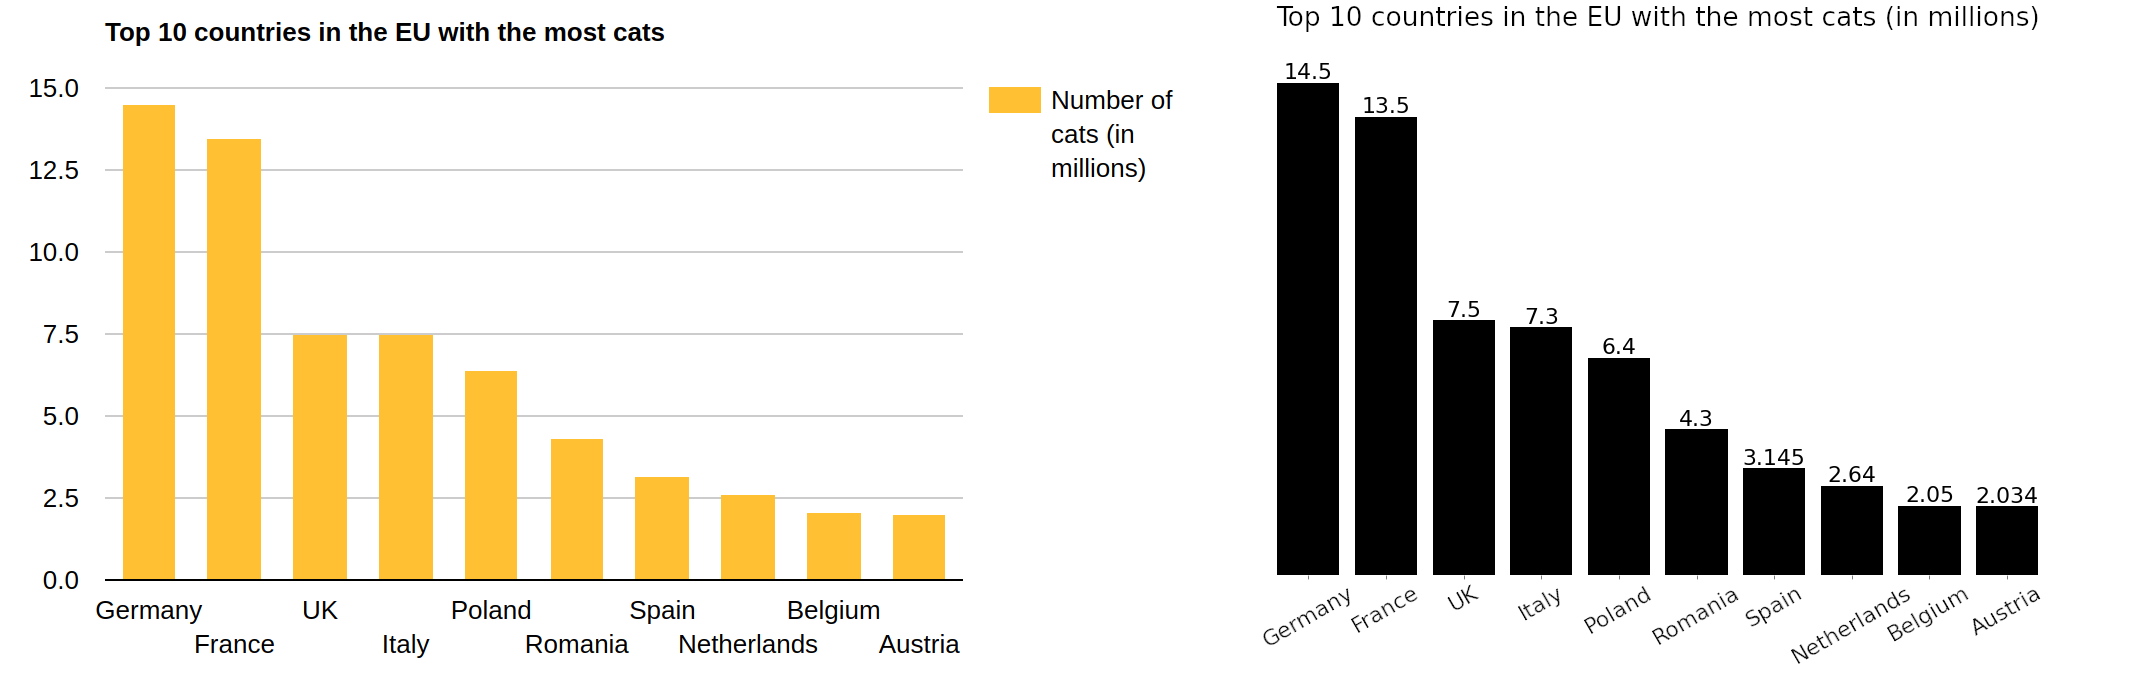 Top 10 countries in the EU with the most cats
15.0
12.5
10.0
7.5
5.0
2.5
0.0
Germany
France
UK
Italy
Poland
Romania
Spain
Netherlands
Belgium
Austria
Number of
cats (in
millions)
Top 10 countries in the EU with the most cats (in millions)
14.5
13.5
7.5
7.3
6.4
4.3
3.145
2.64
2.05
2.034
Germany
France
UK
Italy
Poland
Romania
Spain
Netherlands
Belgium
Austria